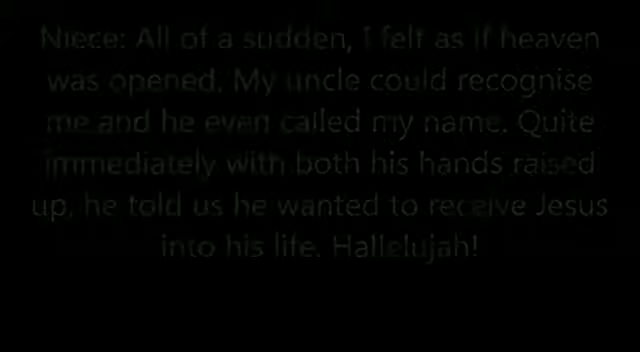 Niece: All of a sudden, I felt as if heaven
was opened. My uncle could recognise
me and he even called my name. Quite
immediately with both his hands raised
up, he told us he wanted to receive Jesus
into his life. Hallelujah!